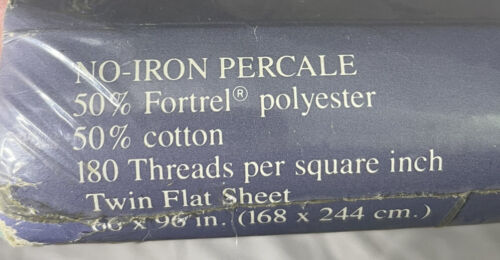 NO-IRON PERCALE
50% Fortrel® polyester
50% cotton
180 Threads per square inch
Twin Flat Sheet
66 x 96 in. (168 x 244 cm.)